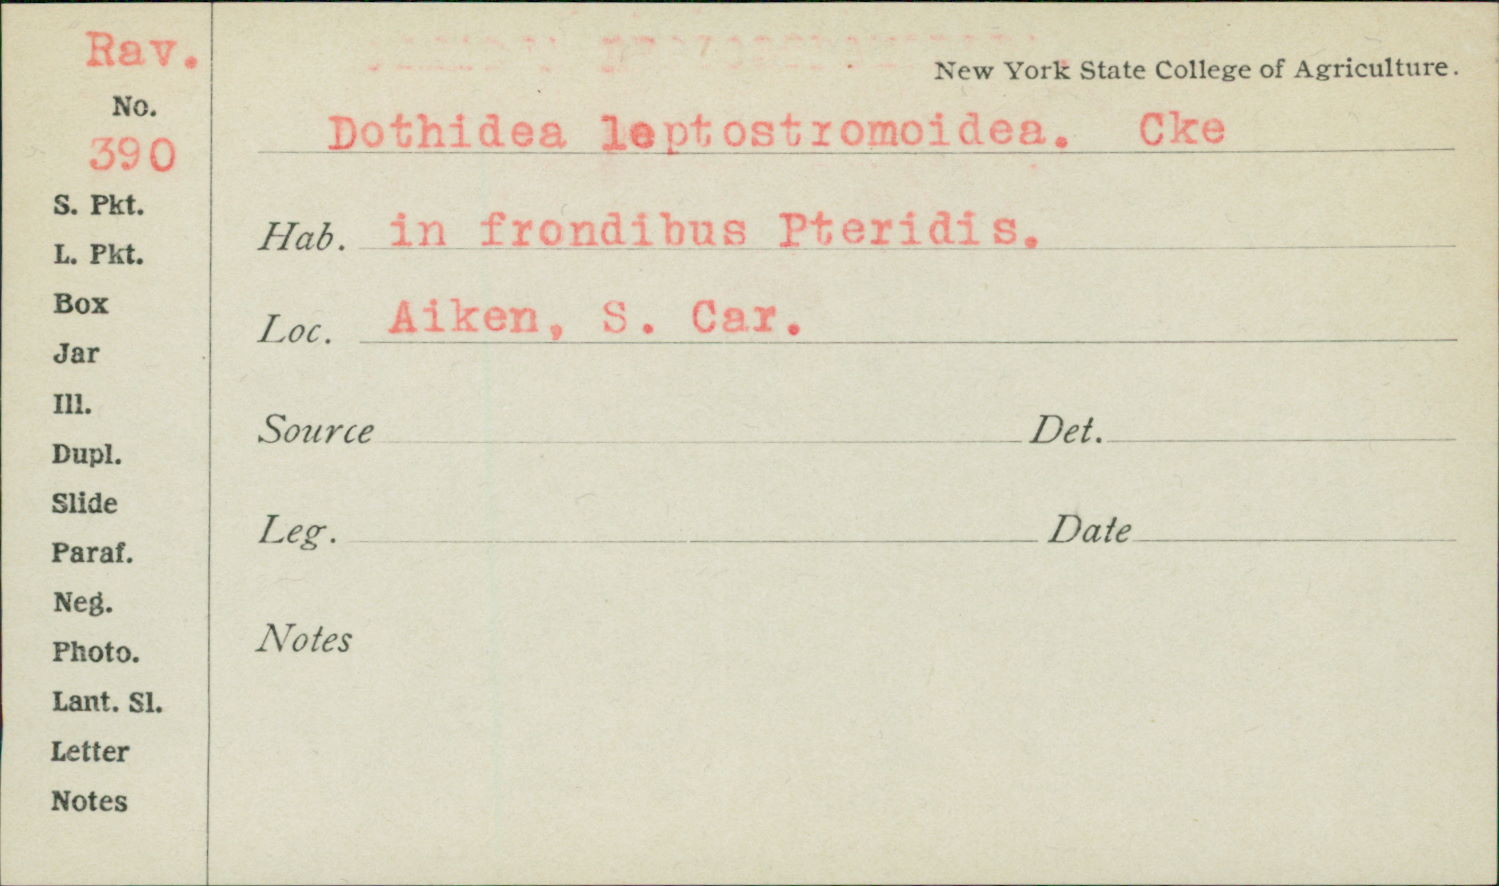 Rav.
No.
390
S. Pkt.
L. Pkt.
Box
Jar
Ill.
Dupl.
Slide
Paraf.
Neg.
Photo.
Lant. Sl.
Letter
Notes
New York State College of Agriculture.
Dothidea leptostromoidea. Cke
Hab. in frondibus Pteridis.
Loc. Aiken, S. Car.
Source Det.
Leg. Date
Notes